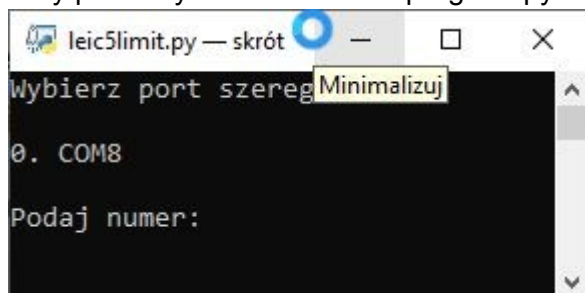 leic5limit.py — skrót
Minimalizuj
Wybierz port szereg
0. COM8
Podaj numer: